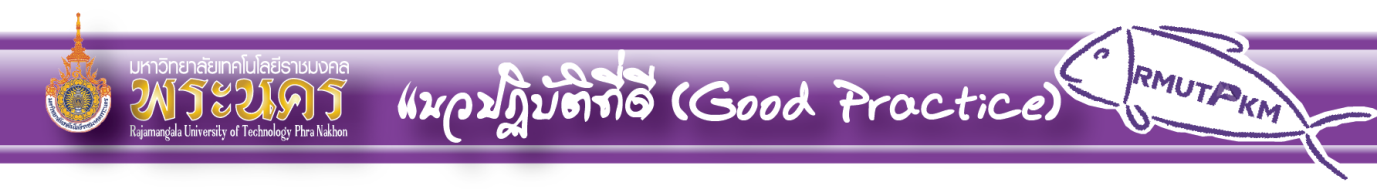 มหาวิทยาลัยเทคโนโลยีราชมงคล
พระนคร
Rajamangala University of Technology Phra Nakhon
แนวปฏิบัติที่ดี (Good Practice)
RMUTPKM